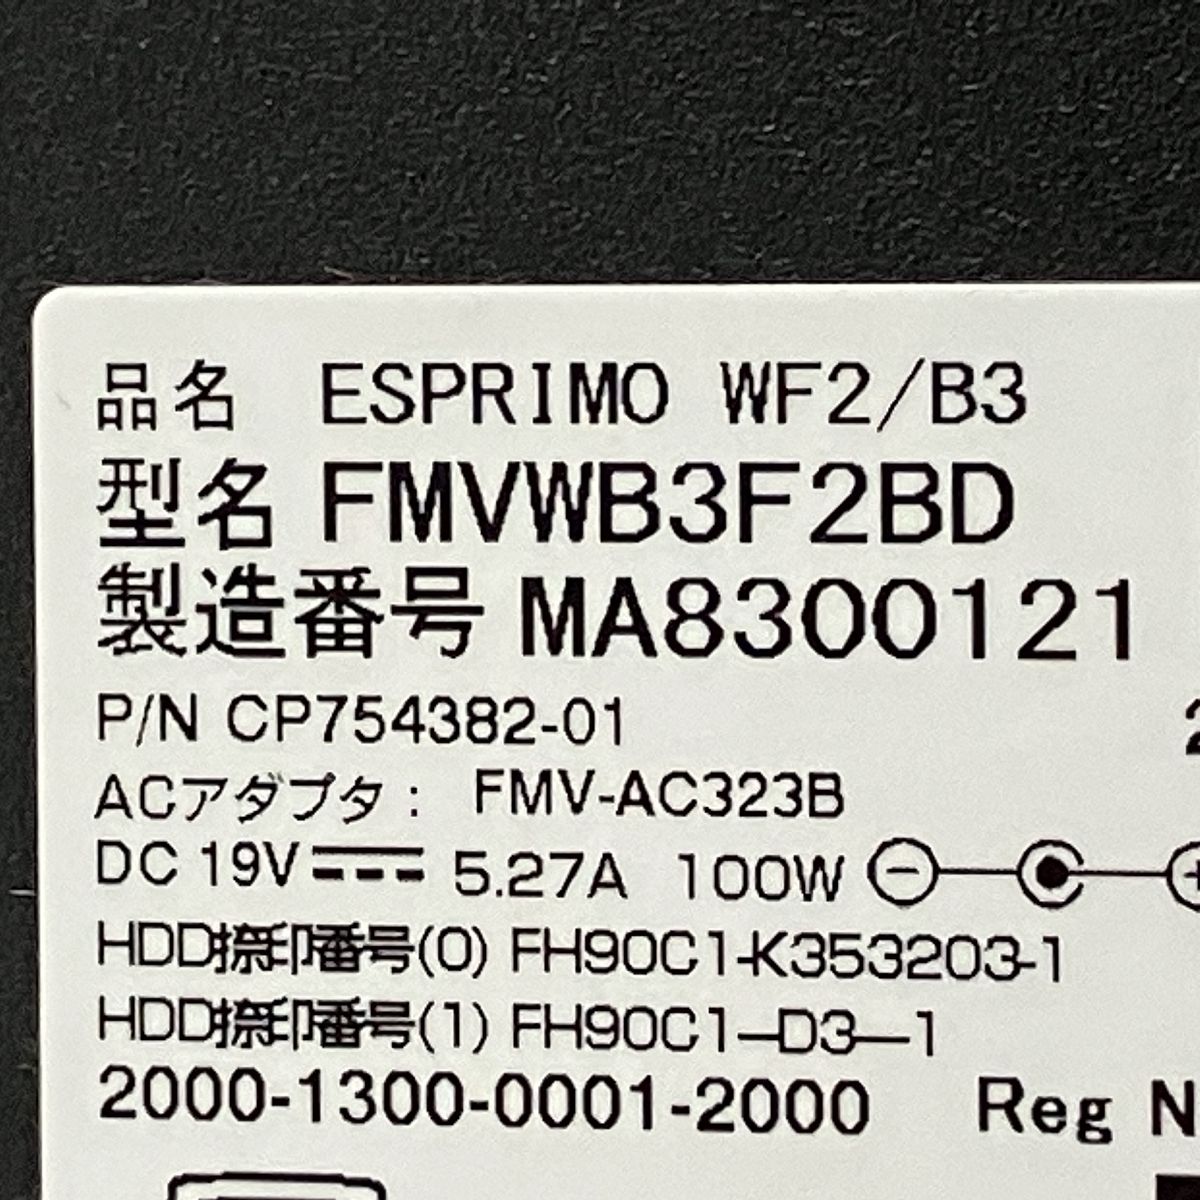 品名 ESPRIMO WF2/B3
型名 FMVWB3F2BD
製造番号 MA8300121
P/N CP754382-01
2
ACアダプタ: FMV-AC323B
DC 19V⎓ 5.27A 100W
HDD捺印番号(0) FH90C1-K353203-1
HDD捺印番号(1) FH90C1-D3-1
2000-1300-0001-2000 Reg N